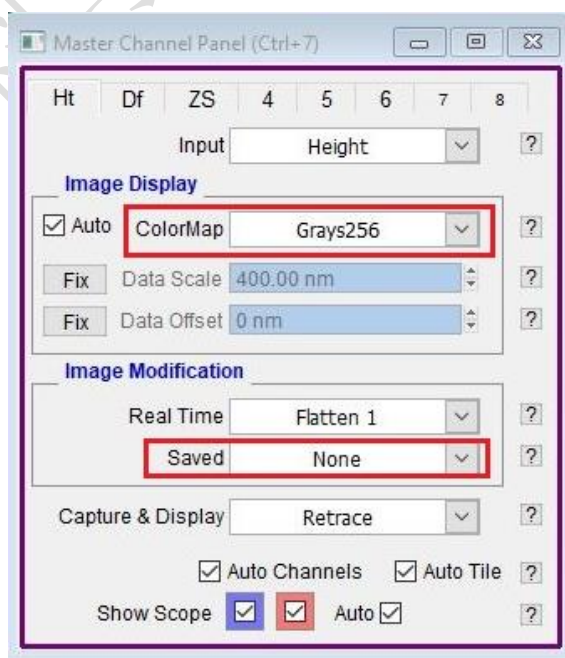 Master Channel Panel (Ctrl+7)
Ht Df ZS 4 5 6 7 8
Input Height ?
Image Display
Auto ColorMap Grays256 ?
Fix Data Scale 400.00 nm ?
Fix Data Offset 0 nm ?
Image Modification
Real Time Flatten 1 ?
Saved None ?
Capture & Display Retrace ?
Auto Channels Auto Tile ?
Show Scope Auto ?